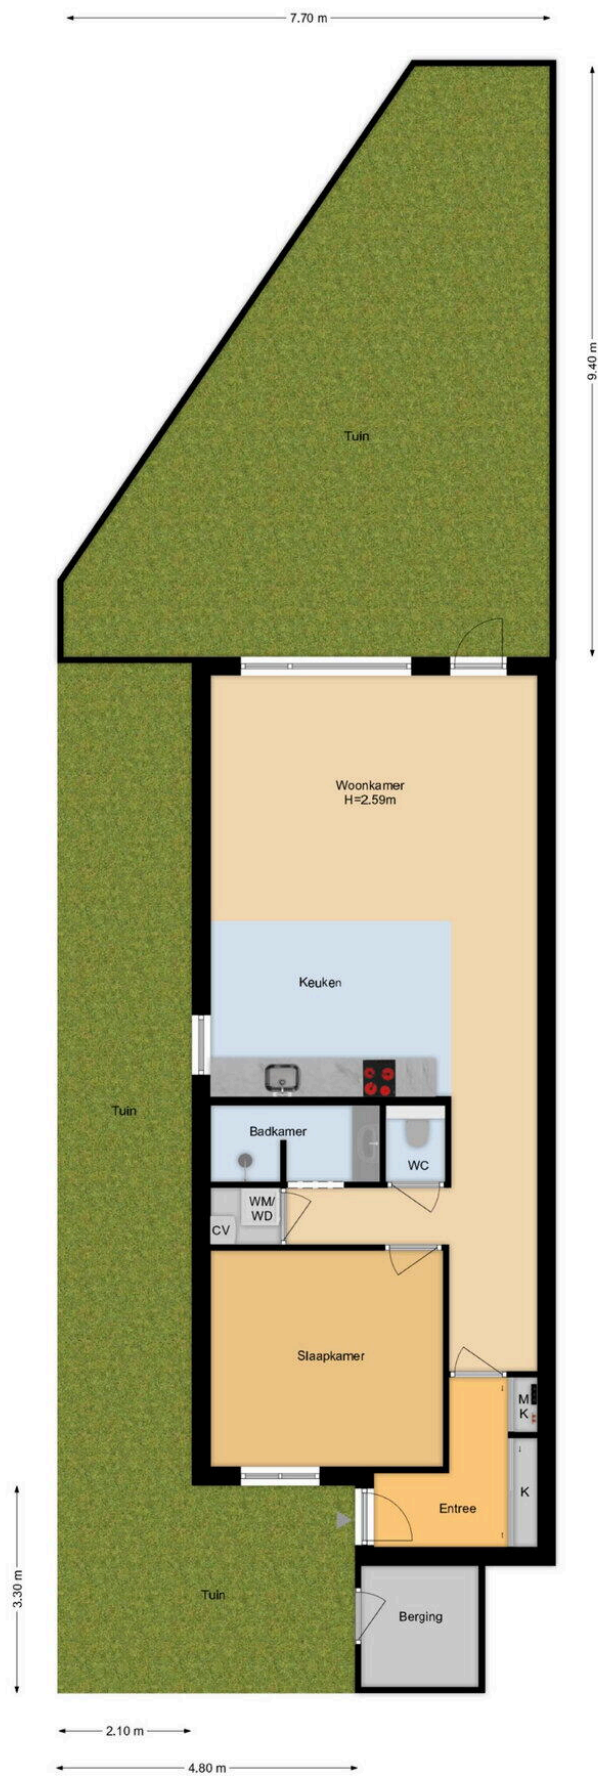 7.70 m
9.40 m
Tuin
Woonkamer
H=2.59m
Keuken
Tuin
Badkamer
WC
WM/
WD
CV
Slaapkamer
M
K
K
Entree
3.30 m
Tuin
Berging
2.10 m
4.80 m